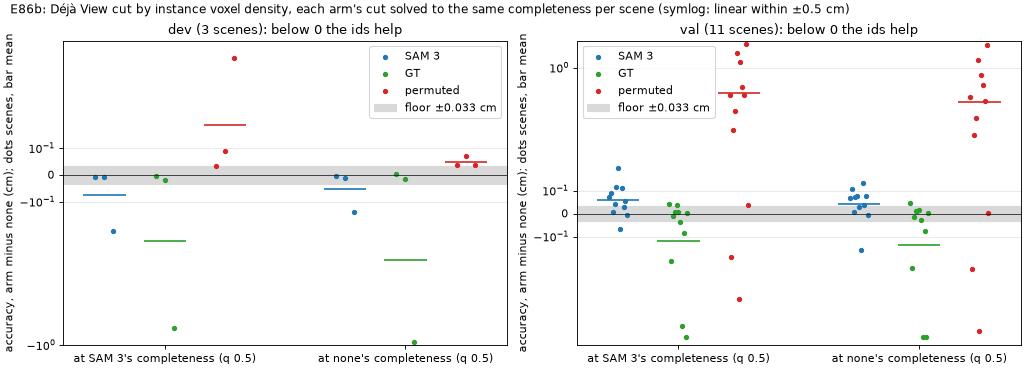 E86b: Déjà View cut by instance voxel density, each arm's cut solved to the same completeness per scene (symlog: linear within ±0.5 cm)
dev (3 scenes): below 0 the ids help
accuracy, arm minus none (cm); dots scenes, bar mean
10⁻¹
0
−10⁻¹
−10⁰
SAM 3
GT
permuted
floor ±0.033 cm
at SAM 3's completeness (q 0.5)
at none's completeness (q 0.5)
val (11 scenes): below 0 the ids help
accuracy, arm minus none (cm); dots scenes, bar mean
10⁰
10⁻¹
0
−10⁻¹
SAM 3
GT
permuted
floor ±0.033 cm
at SAM 3's completeness (q 0.5)
at none's completeness (q 0.5)